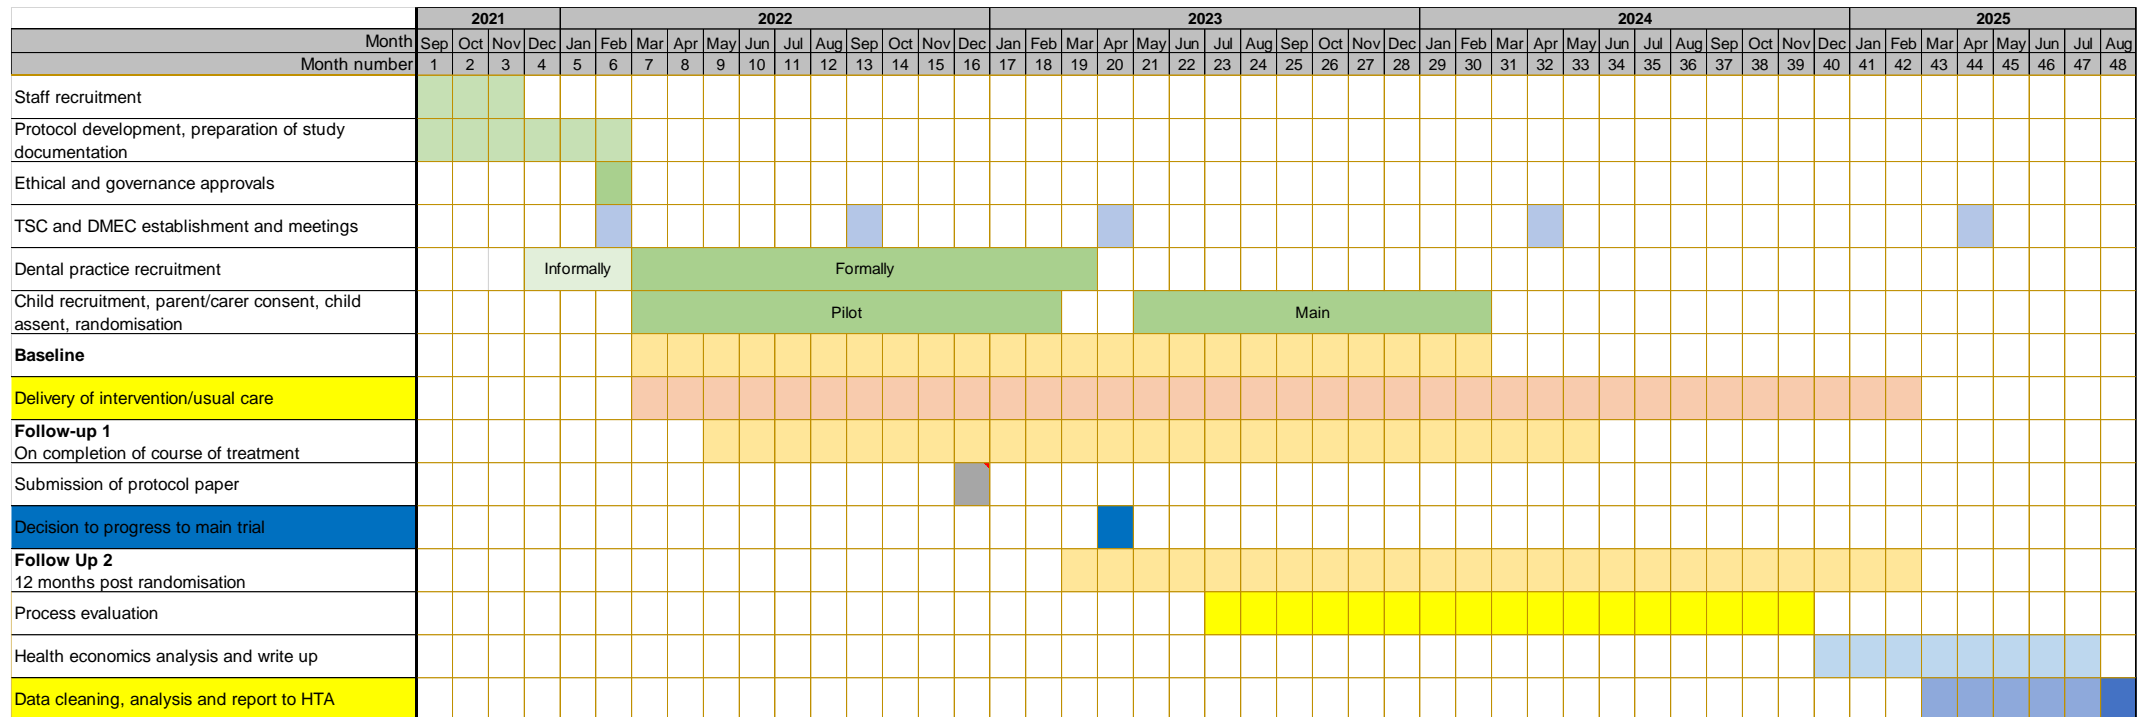 2021 2022 2023 2024 2025
Month Sep Oct Nov Dec Jan Feb Mar Apr May Jun Jul Aug Sep Oct Nov Dec Jan Feb Mar Apr May Jun Jul Aug Sep Oct Nov Dec Jan Feb Mar Apr May Jun Jul Aug Sep Oct Nov Dec Jan Feb Mar Apr May Jun Jul Aug
Month number 1 2 3 4 5 6 7 8 9 10 11 12 13 14 15 16 17 18 19 20 21 22 23 24 25 26 27 28 29 30 31 32 33 34 35 36 37 38 39 40 41 42 43 44 45 46 47 48
Staff recruitment
Protocol development, preparation of study
documentation
Ethical and governance approvals
TSC and DMEC establishment and meetings
Dental practice recruitment Informally Formally
Child recruitment, parent/carer consent, child
assent, randomisation Pilot Main
Baseline
Delivery of intervention/usual care
Follow-up 1
On completion of course of treatment
Submission of protocol paper
Decision to progress to main trial
Follow Up 2
12 months post randomisation
Process evaluation
Health economics analysis and write up
Data cleaning, analysis and report to HTA